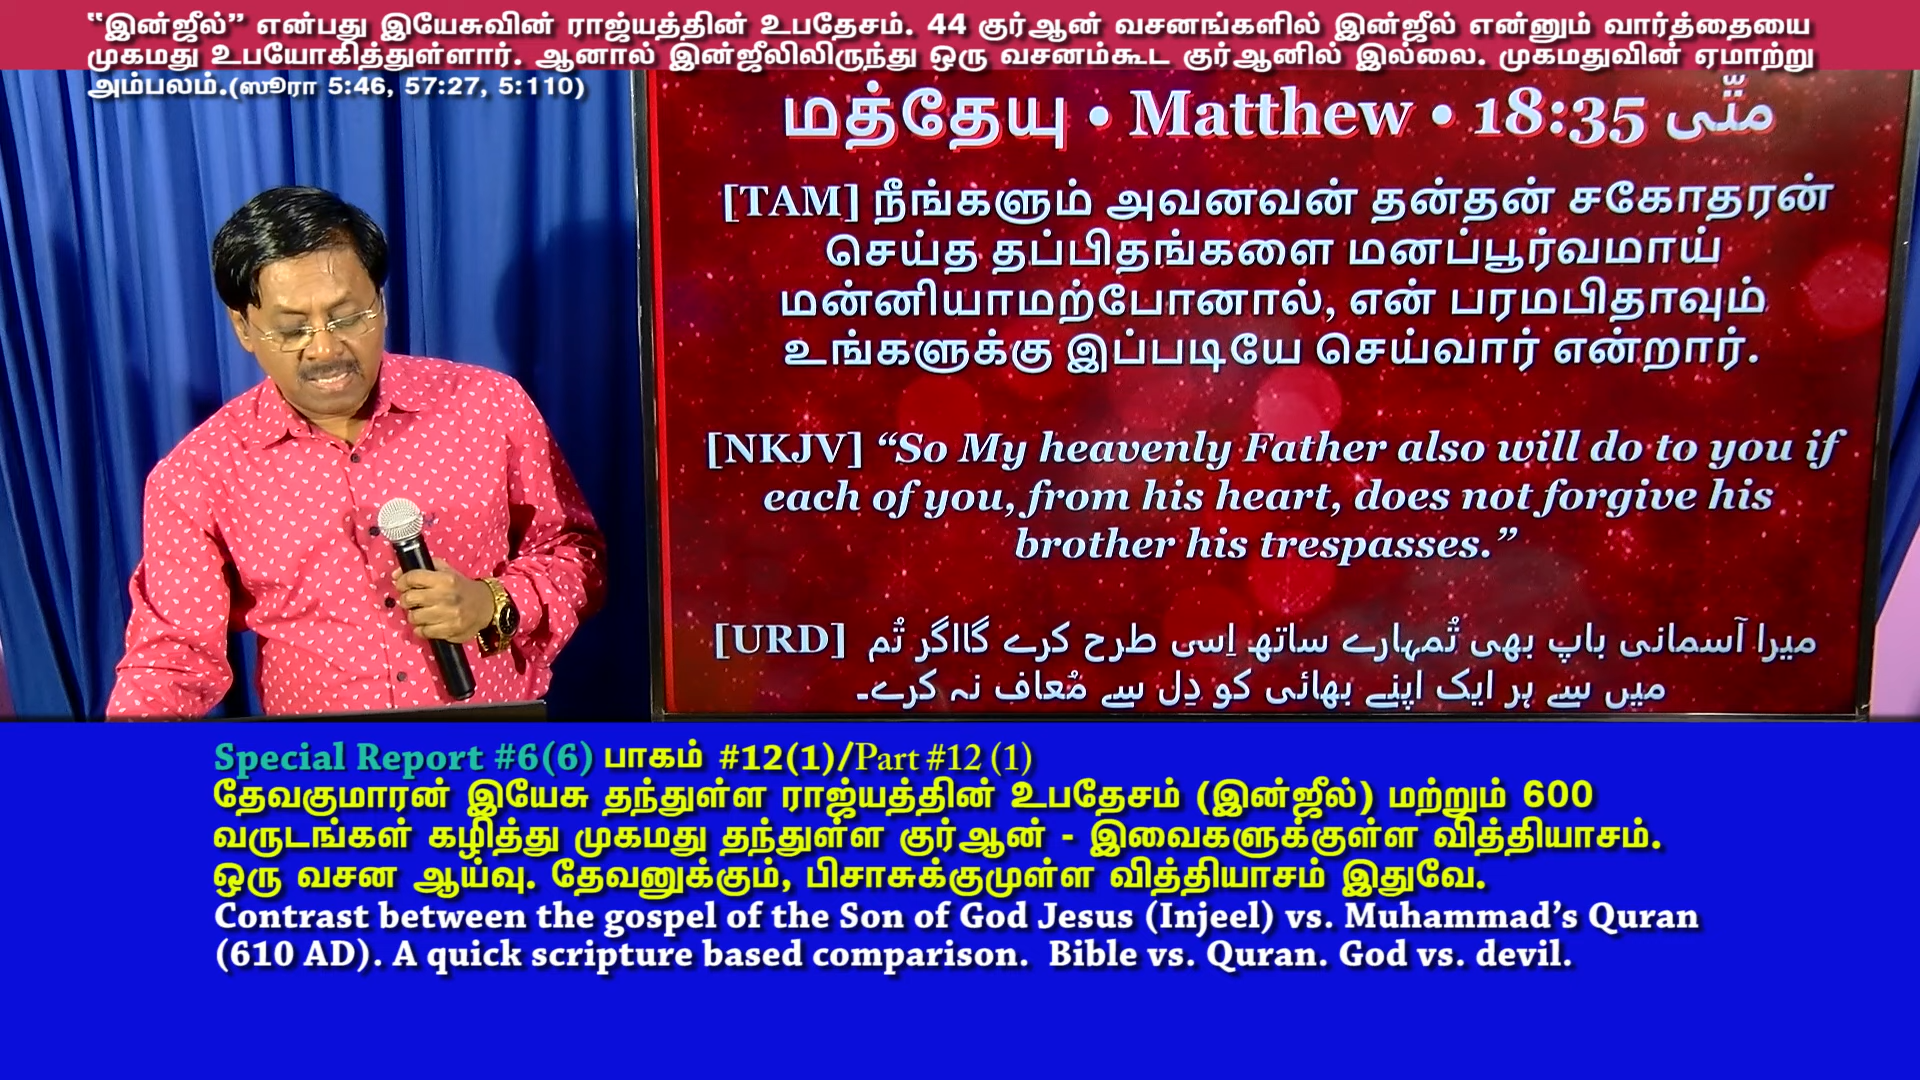 “இன்ஜீல்” என்பது இயேசுவின் ராஜ்யத்தின் உபதேசம். 44 குர்ஆன் வசனங்களில் இன்ஜீல் என்னும் வார்த்தையை
முகமது உபயோகித்துள்ளார். ஆனால் இன்ஜீலிலிருந்து ஒரு வசனம்கூட குர்ஆனில் இல்லை. முகமதுவின் ஏமாற்று
அம்பலம்.(ஸூரா 5:46, 57:27, 5:110)
மத்தேயு • Matthew • 18:35 متّی
[TAM] நீங்களும் அவனவன் தன்தன் சகோதரன்
செய்த தப்பிதங்களை மனப்பூர்வமாய்
மன்னியாமற்போனால், என் பரமபிதாவும்
உங்களுக்கு இப்படியே செய்வார் என்றார்.
[NKJV] “So My heavenly Father also will do to you if
each of you, from his heart, does not forgive his
brother his trespasses.”
[URD] میرا آسمانی باپ بھی تُمہارے ساتھ اِسی طرح کرے گااگر تُم
میں سے ہر ایک اپنے بھائی کو دِل سے مُعاف نہ کرے۔
Special Report #6(6) பாகம் #12(1)/Part #12 (1)
தேவகுமாரன் இயேசு தந்துள்ள ராஜ்யத்தின் உபதேசம் (இன்ஜீல்) மற்றும் 600
வருடங்கள் கழித்து முகமது தந்துள்ள குர்ஆன் - இவைகளுக்குள்ள வித்தியாசம்.
ஒரு வசன ஆய்வு. தேவனுக்கும், பிசாசுக்குமுள்ள வித்தியாசம் இதுவே.
Contrast between the gospel of the Son of God Jesus (Injeel) vs. Muhammad’s Quran
(610 AD). A quick scripture based comparison. Bible vs. Quran. God vs. devil.